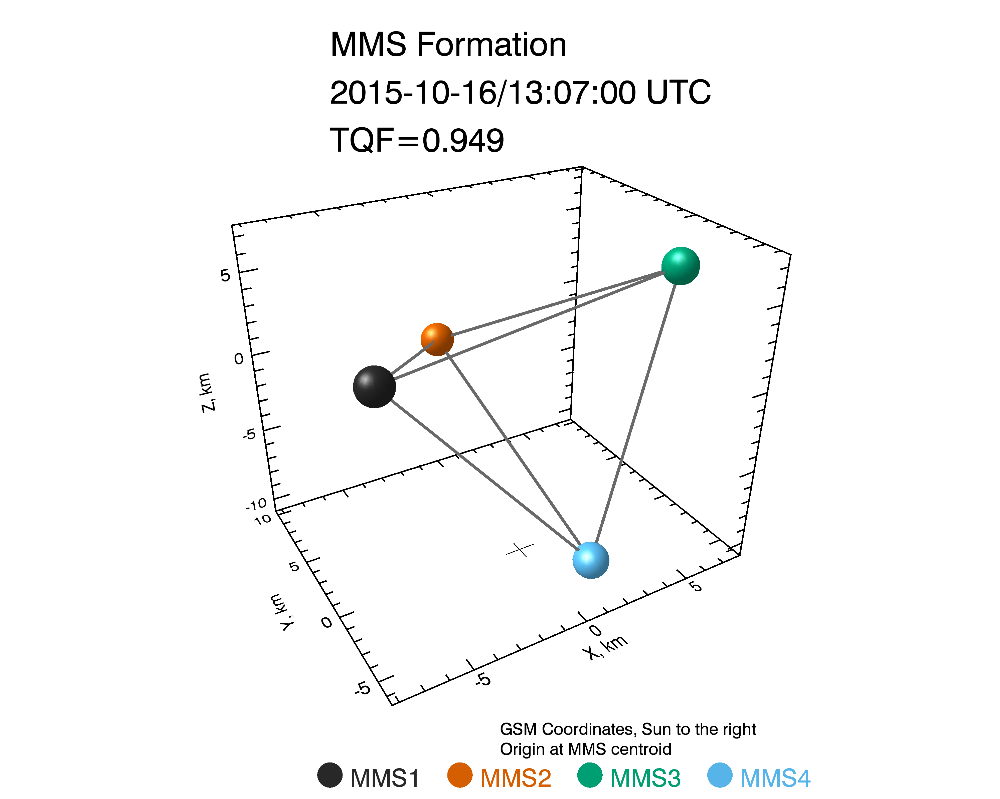 MMS Formation
2015-10-16/13:07:00 UTC
TQF=0.949
5
0
-5
-10
Z, km
10
5
0
-5
Y, km
-5
0
5
X, km
GSM Coordinates, Sun to the right
Origin at MMS centroid
MMS1 MMS2 MMS3 MMS4